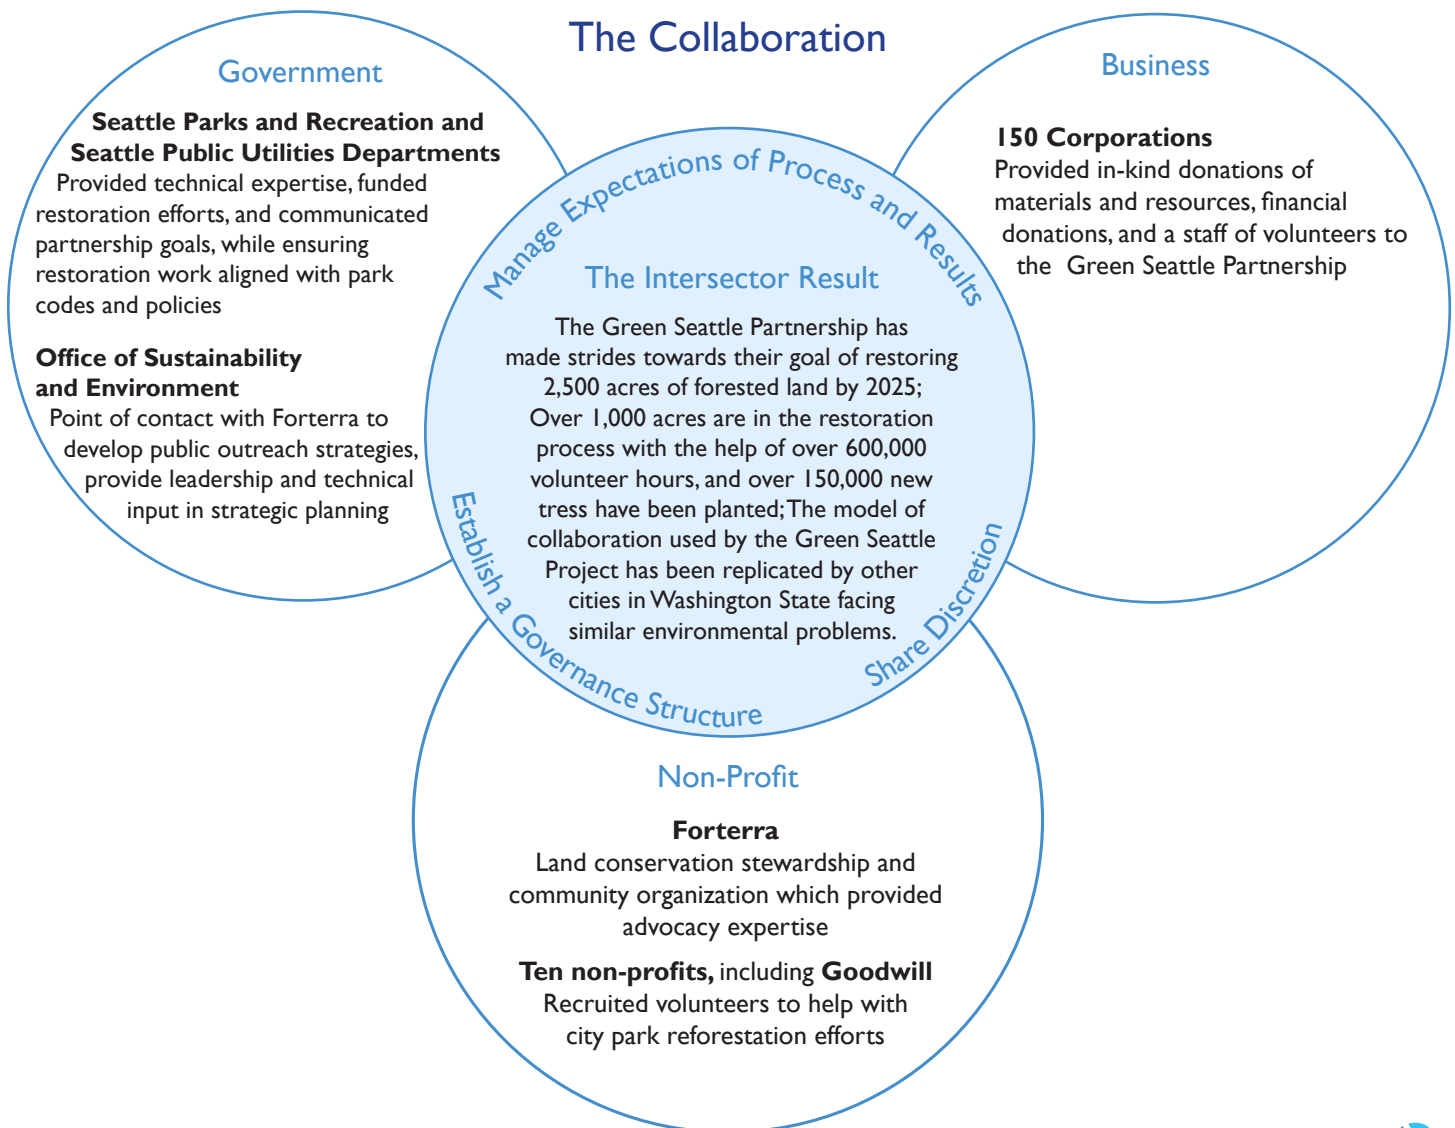 The Collaboration
Government
Seattle Parks and Recreation and
Seattle Public Utilities Departments
Provided technical expertise, funded
restoration efforts, and communicated
partnership goals, while ensuring
restoration work aligned with park
codes and policies
Office of Sustainability
and Environment
Point of contact with Forterra to
develop public outreach strategies,
provide leadership and technical
input in strategic planning
Business
150 Corporations
Provided in-kind donations of
materials and resources, financial
donations, and a staff of volunteers to
the Green Seattle Partnership
Manage Expectations of Process and Results
The Intersector Result
The Green Seattle Partnership has
made strides towards their goal of restoring
2,500 acres of forested land by 2025;
Over 1,000 acres are in the restoration
process with the help of over 600,000
volunteer hours, and over 150,000 new
tress have been planted; The model of
collaboration used by the Green Seattle
Project has been replicated by other
cities in Washington State facing
similar environmental problems.
Establish a Governance Structure
Share Discretion
Non-Profit
Forterra
Land conservation stewardship and
community organization which provided
advocacy expertise
Ten non-profits, including Goodwill
Recruited volunteers to help with
city park reforestation efforts